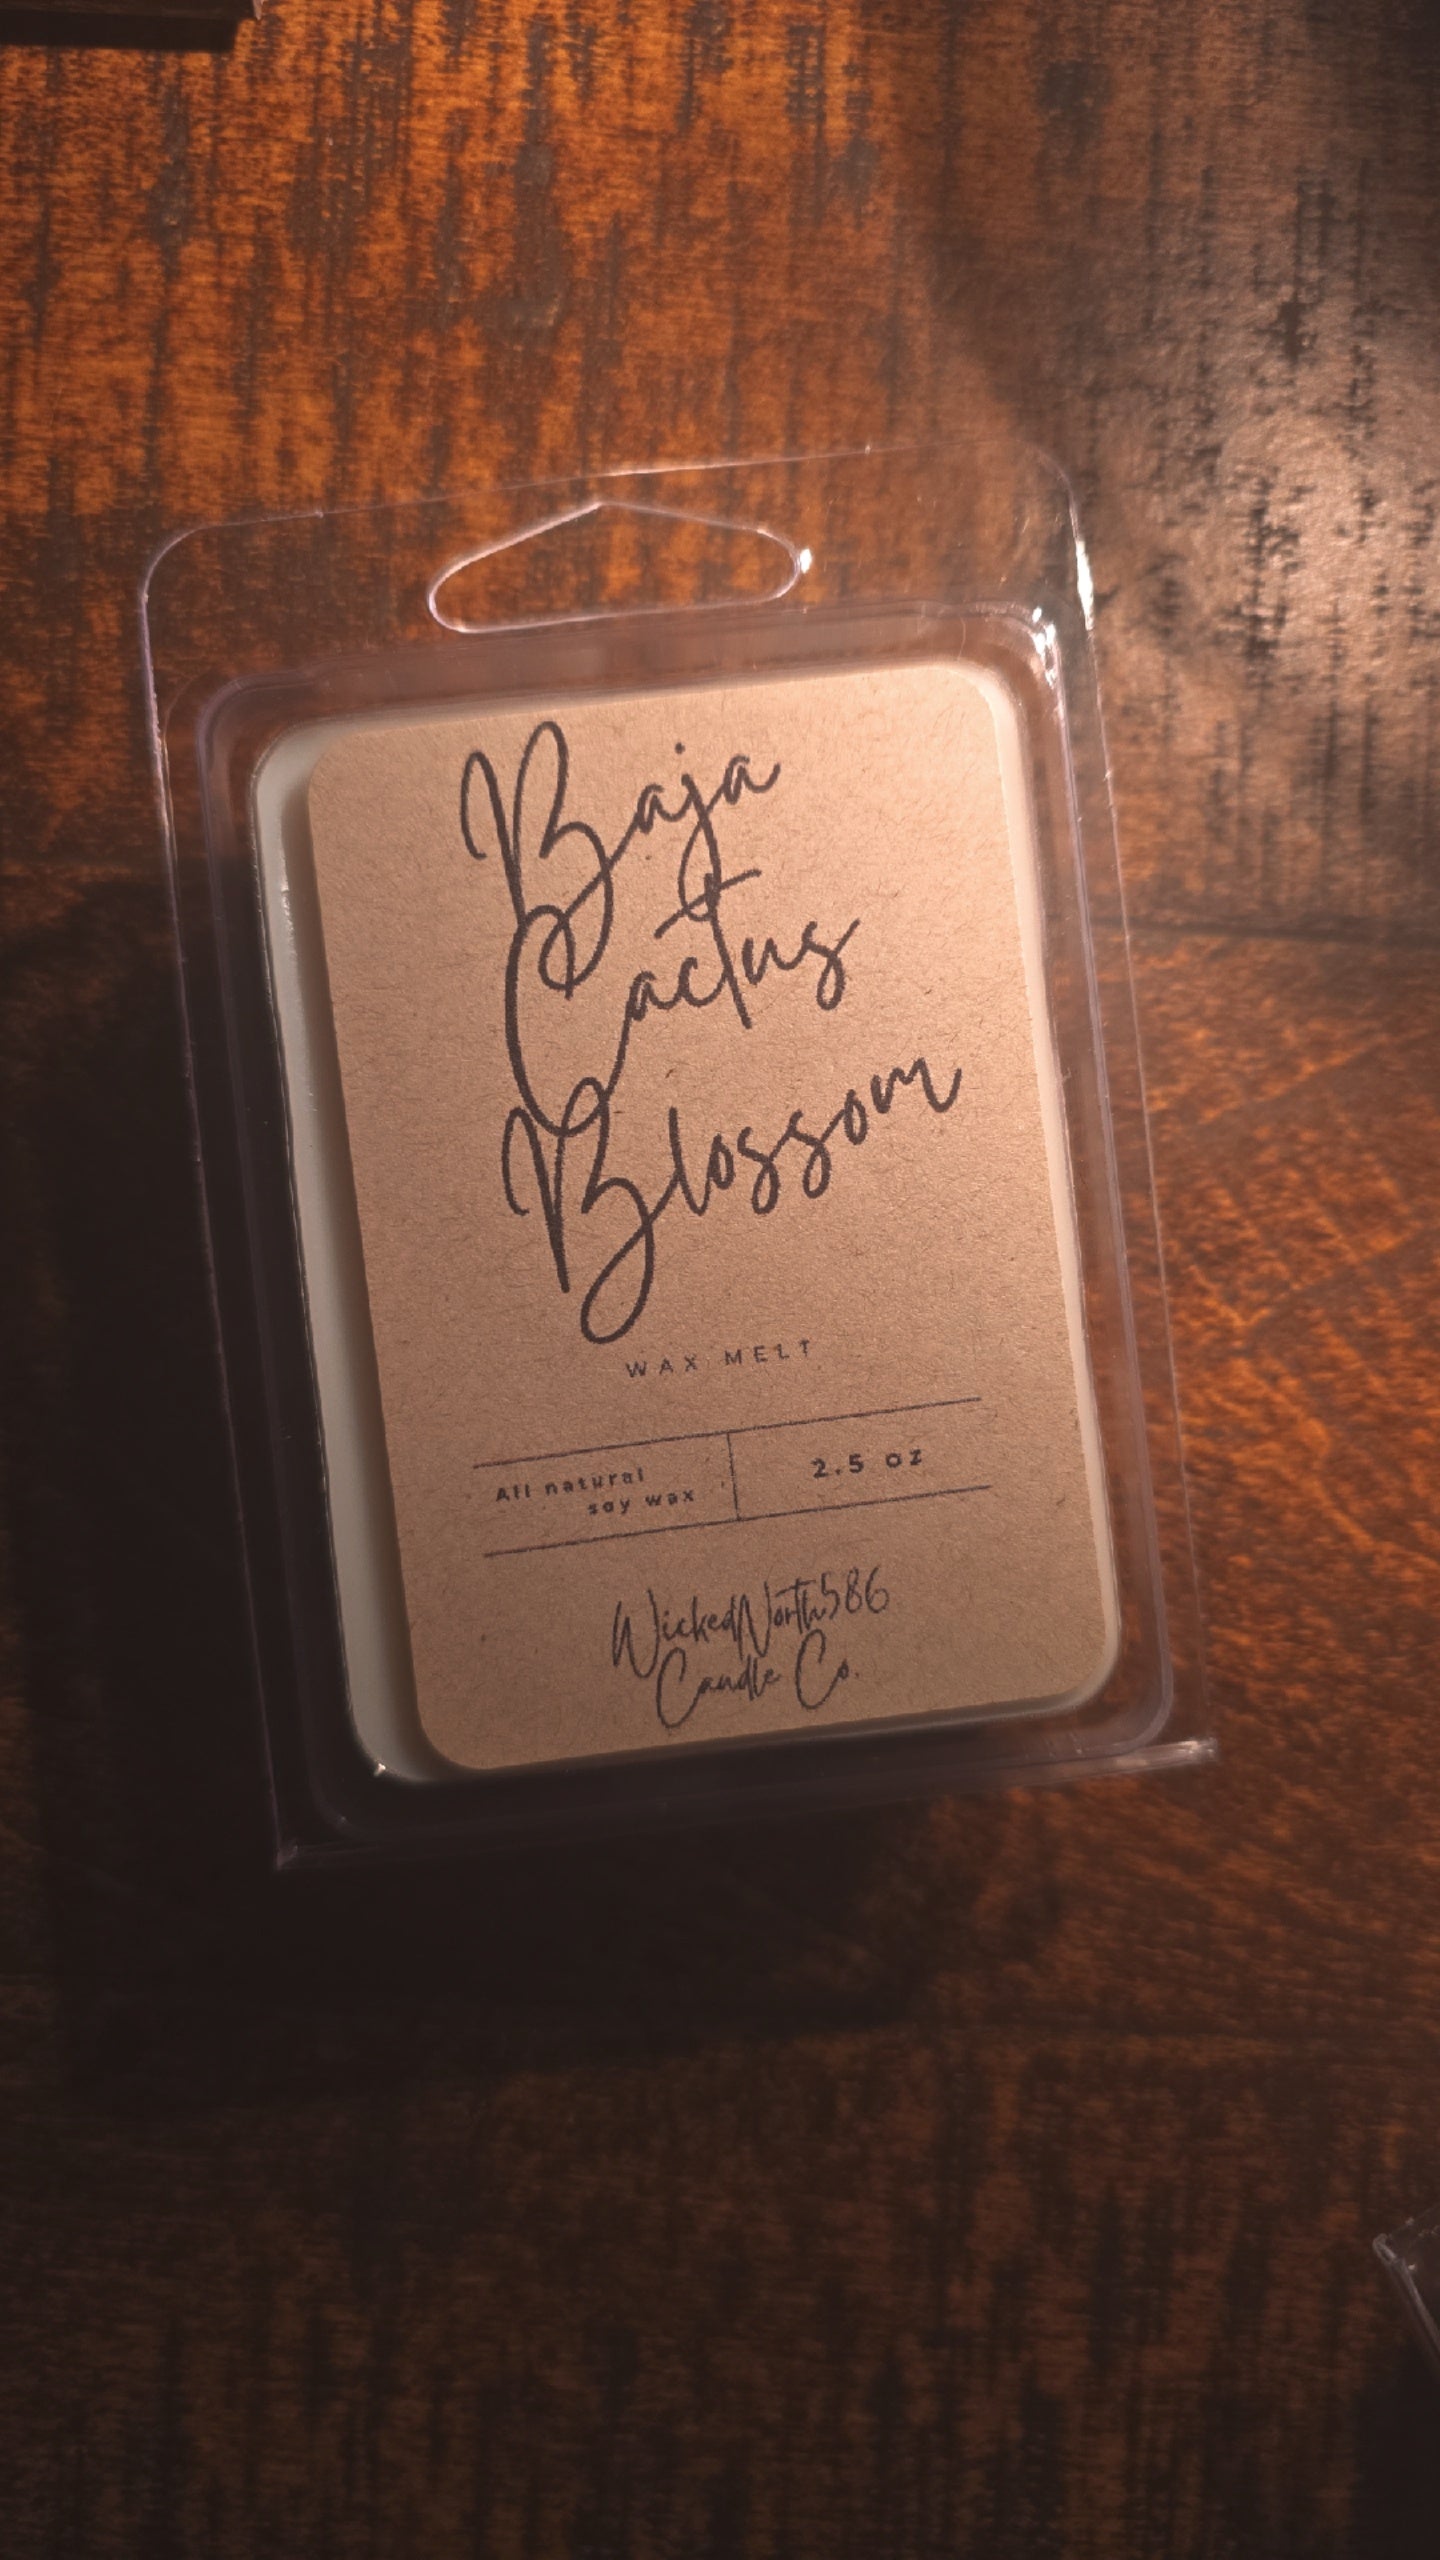 Baja
Cactus
Blossom
WAX MELT
All natural
soy wax
2.5 oz
WickedNorth586
Candle Co.